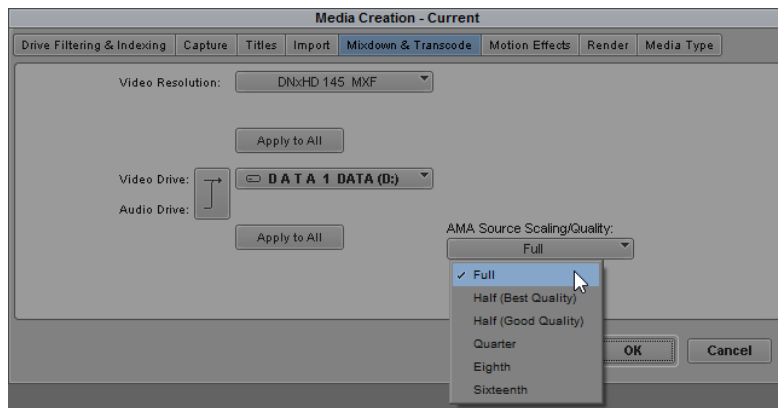 Media Creation - Current
Drive Filtering & Indexing Capture Titles Import Mixdown & Transcode Motion Effects Render Media Type
Video Resolution: DNxHD 145 MXF
Apply to All
Video Drive: D A T A 1 DATA (D:)
Audio Drive:
Apply to All
AMA Source Scaling/Quality:
Full
✓ Full
Half (Best Quality)
Half (Good Quality)
Quarter
Eighth
Sixteenth
OK Cancel